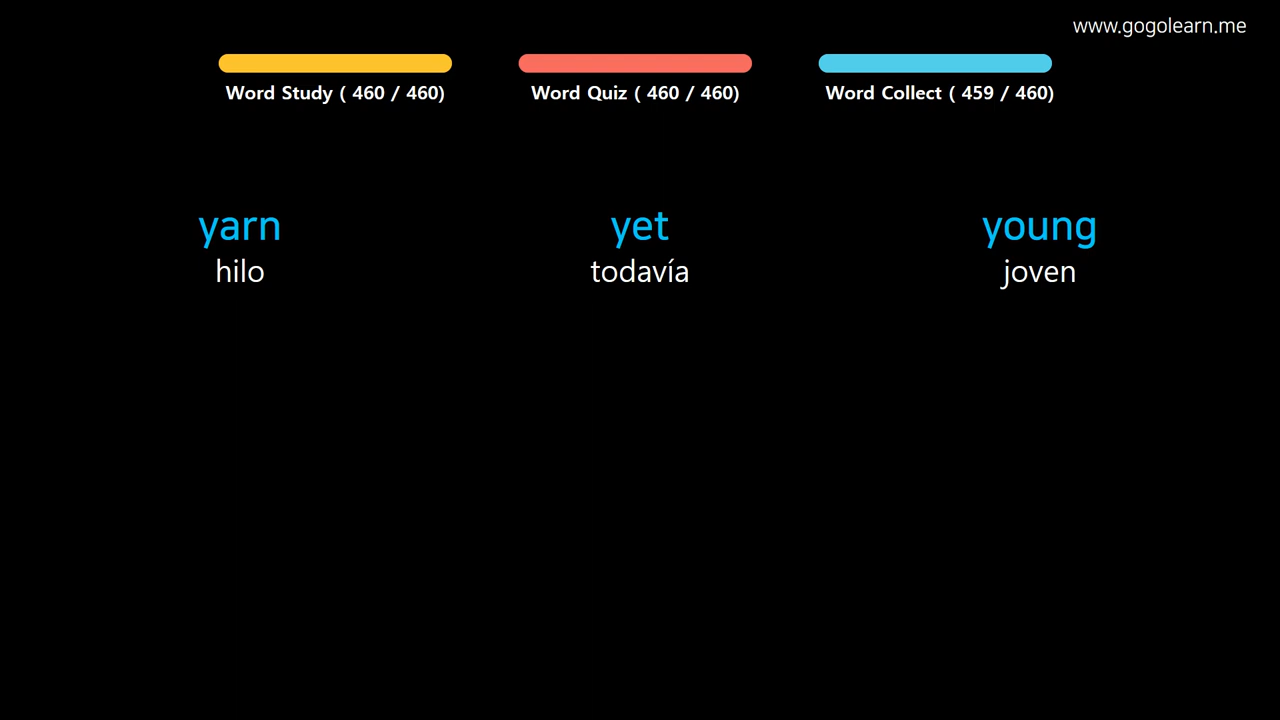 www.gogolearn.me
Word Study ( 460 / 460)
Word Quiz ( 460 / 460)
Word Collect ( 459 / 460)
yarn
hilo
yet
todavía
young
joven